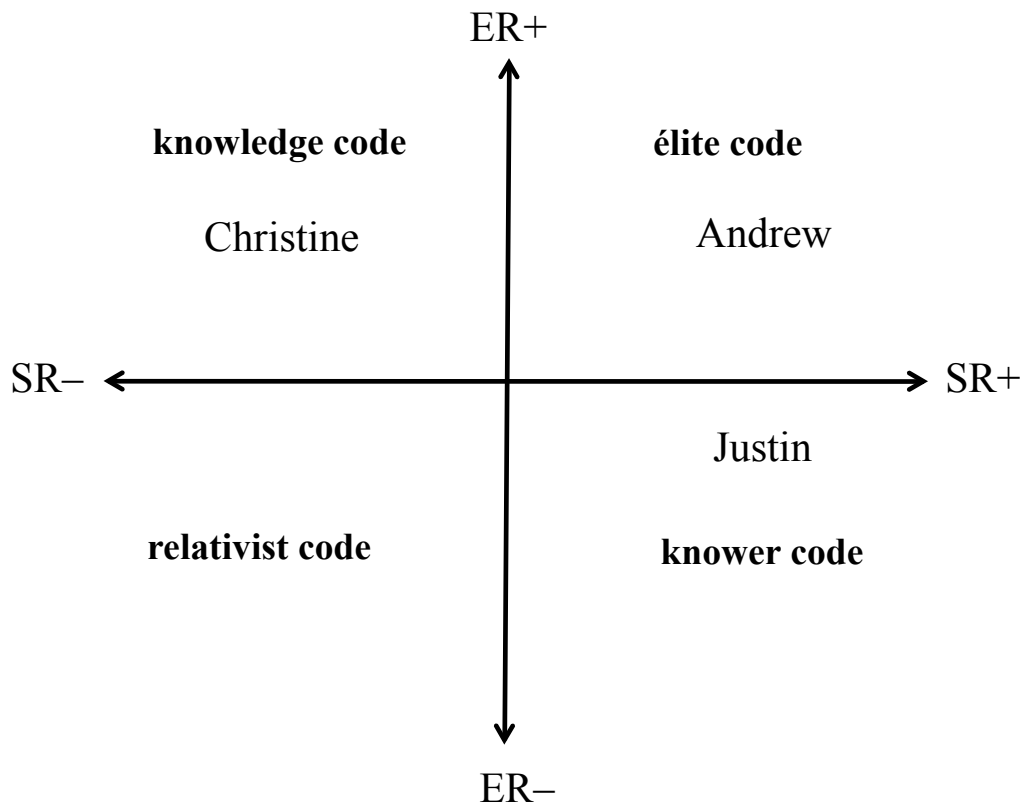 ER+
knowledge code
élite code
Christine
Andrew
SR–
SR+
Justin
relativist code
knower code
ER–